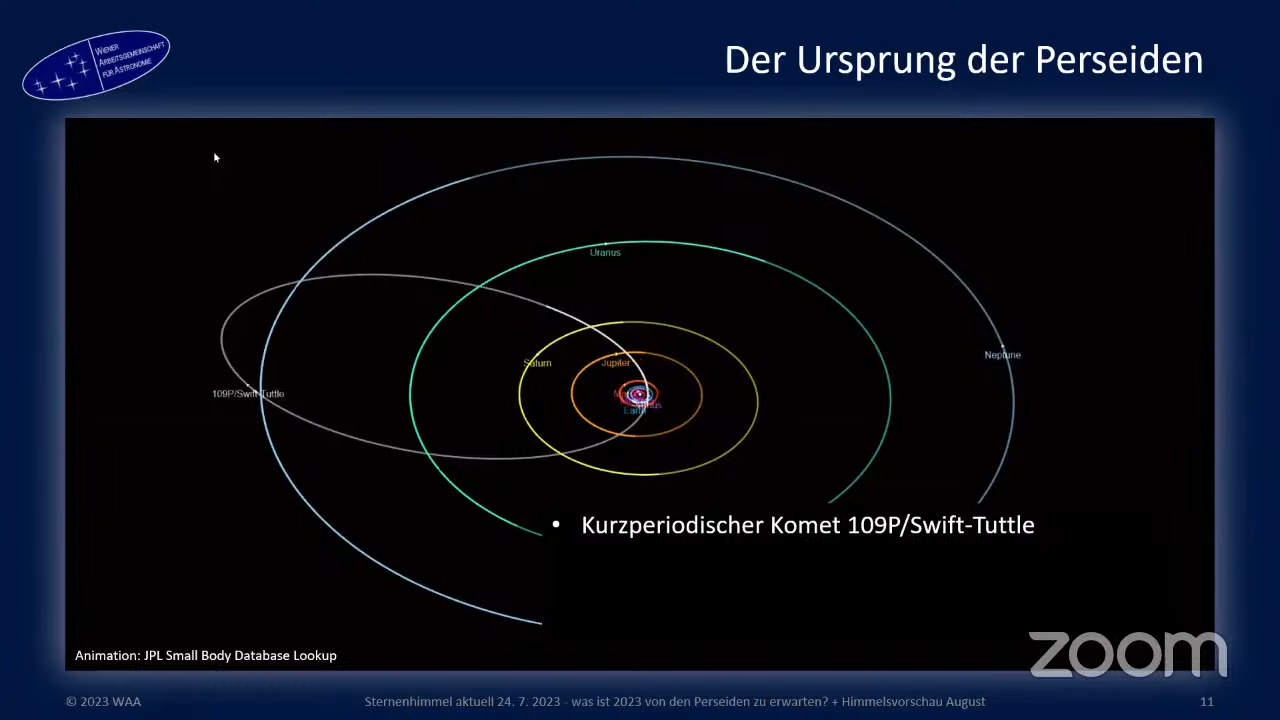 WIENER
ARBEITSGEMEINSCHAFT
FÜR ASTRONOMIE
Der Ursprung der Perseiden
Uranus
Neptune
Saturn
Jupiter
109P/Swift-Tuttle
Earth
• Kurzperiodischer Komet 109P/Swift-Tuttle
Animation: JPL Small Body Database Lookup
zoom
© 2023 WAA
Sternenhimmel aktuell 24. 7. 2023 - was ist 2023 von den Perseiden zu erwarten? + Himmelsvorschau August
11